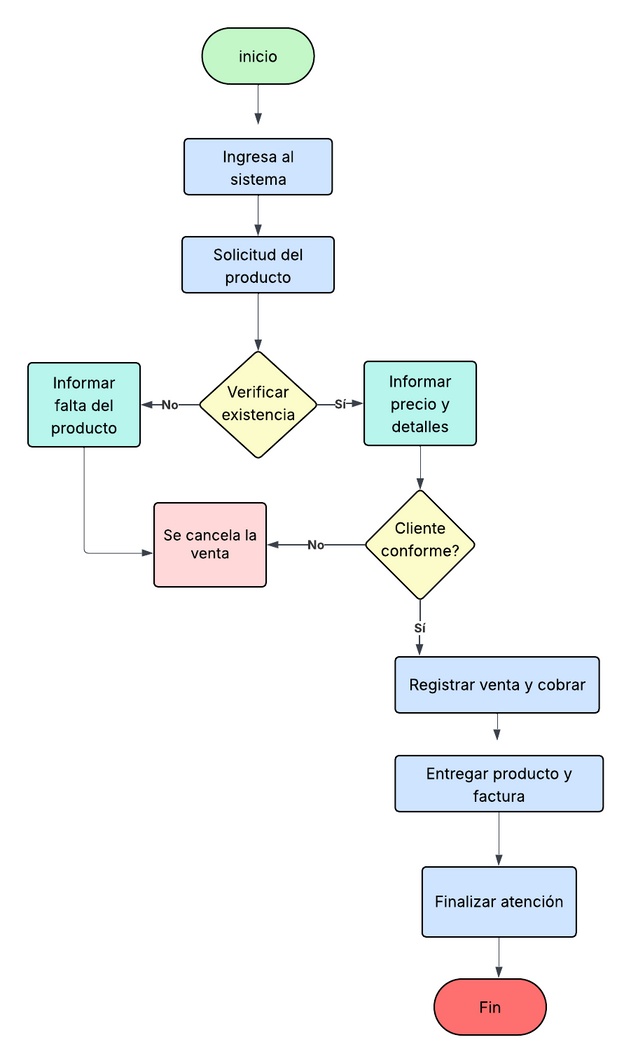 inicio
Ingresa al
sistema
Solicitud del
producto
Verificar
existencia
No
Sí
Informar
falta del
producto
Informar
precio y
detalles
Cliente
conforme?
No
Se cancela la
venta
Sí
Registrar venta y cobrar
Entregar producto y
factura
Finalizar atención
Fin